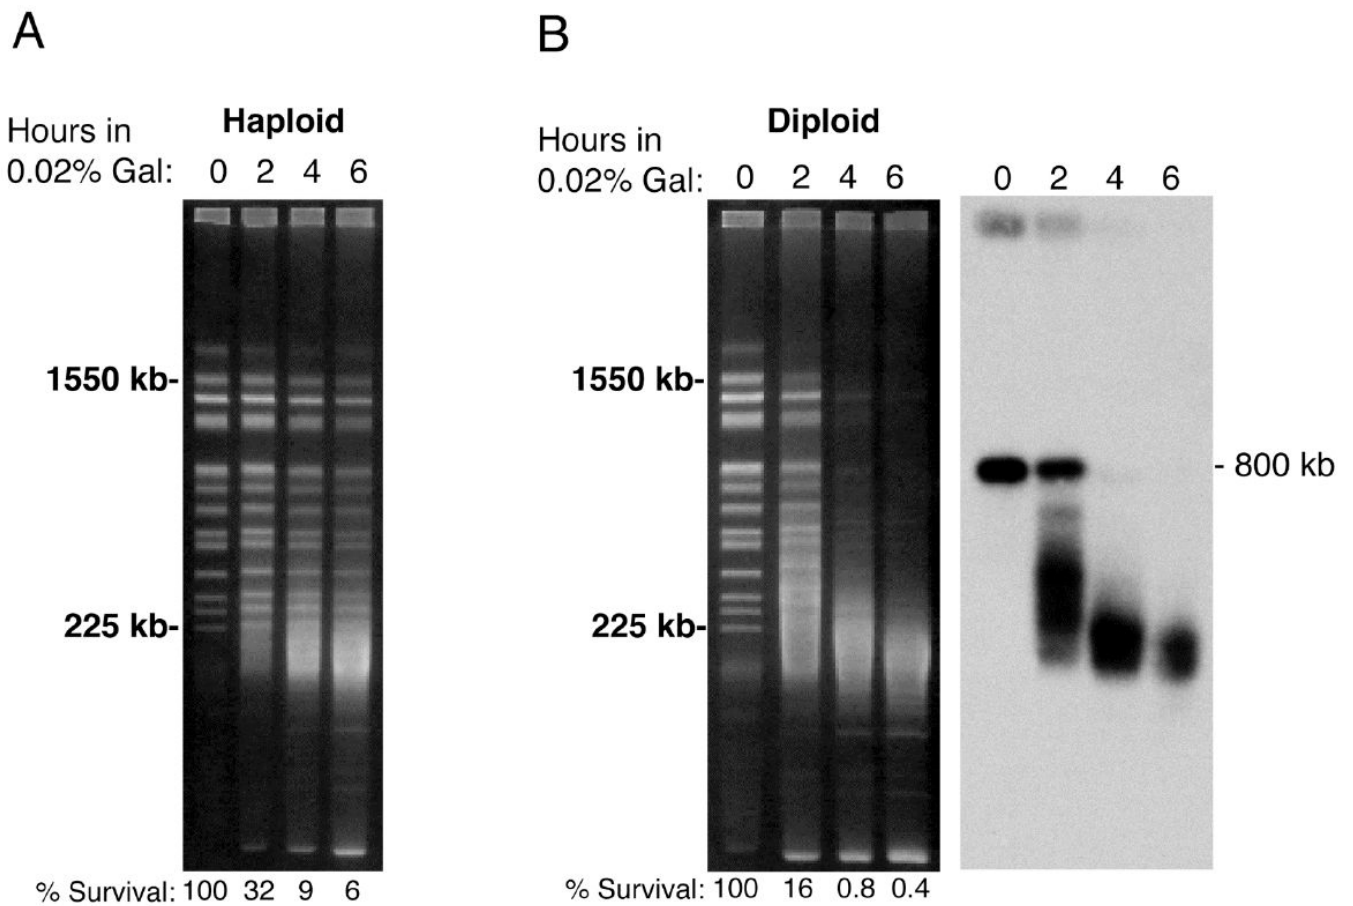 A
Haploid
Hours in
0.02% Gal: 0 2 4 6
1550 kb-
225 kb-
% Survival: 100 32 9 6
B
Diploid
Hours in
0.02% Gal: 0 2 4 6
0 2 4 6
1550 kb-
- 800 kb
225 kb-
% Survival: 100 16 0.8 0.4